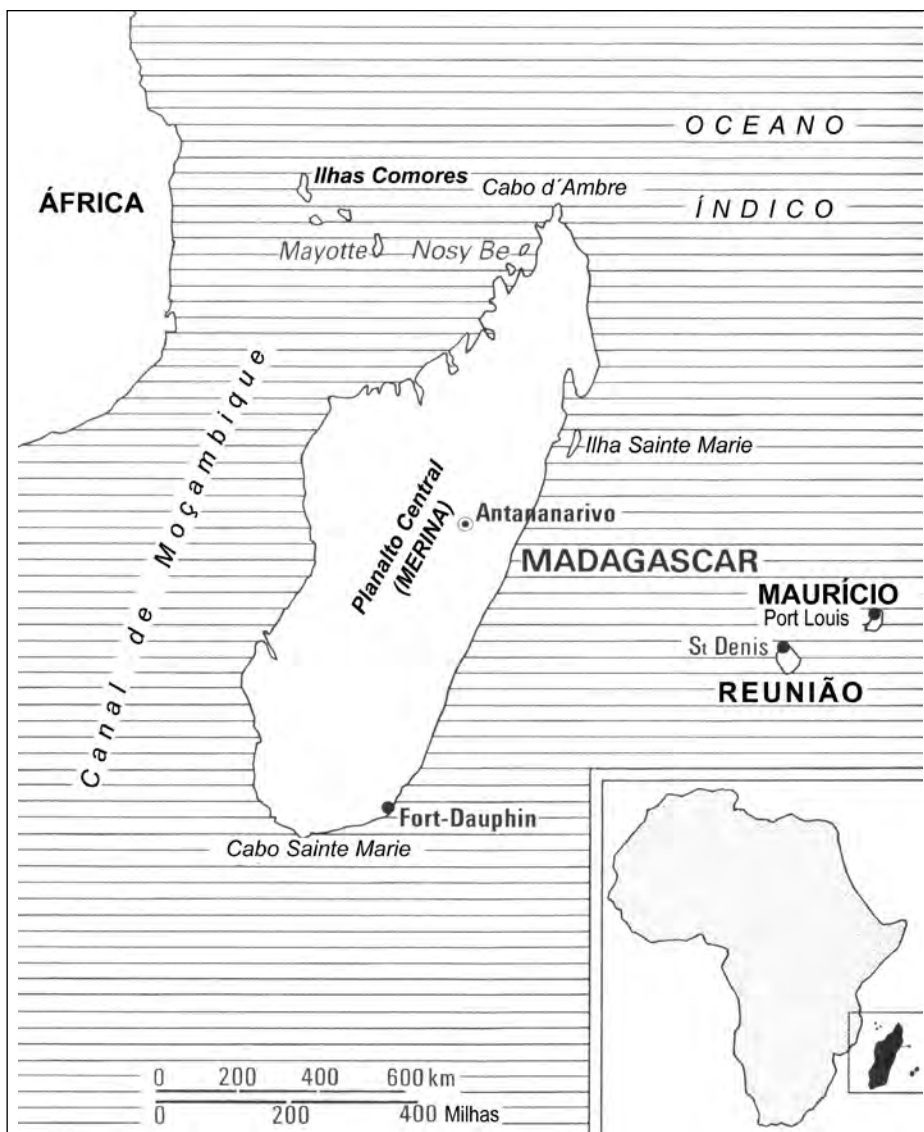 OCEANO
ÍNDICO
ÁFRICA
Ilhas Comores
Cabo d´Ambre
Mayotte
Nosy Be
Canal de Moçambique
Ilha Sainte Marie
Planalto Central
(MERINA)
Antananarivo
MADAGASCAR
MAURÍCIO
Port Louis
St Denis
REUNIÃO
Fort-Dauphin
Cabo Sainte Marie
0 200 400 600 km
0 200 400 Milhas